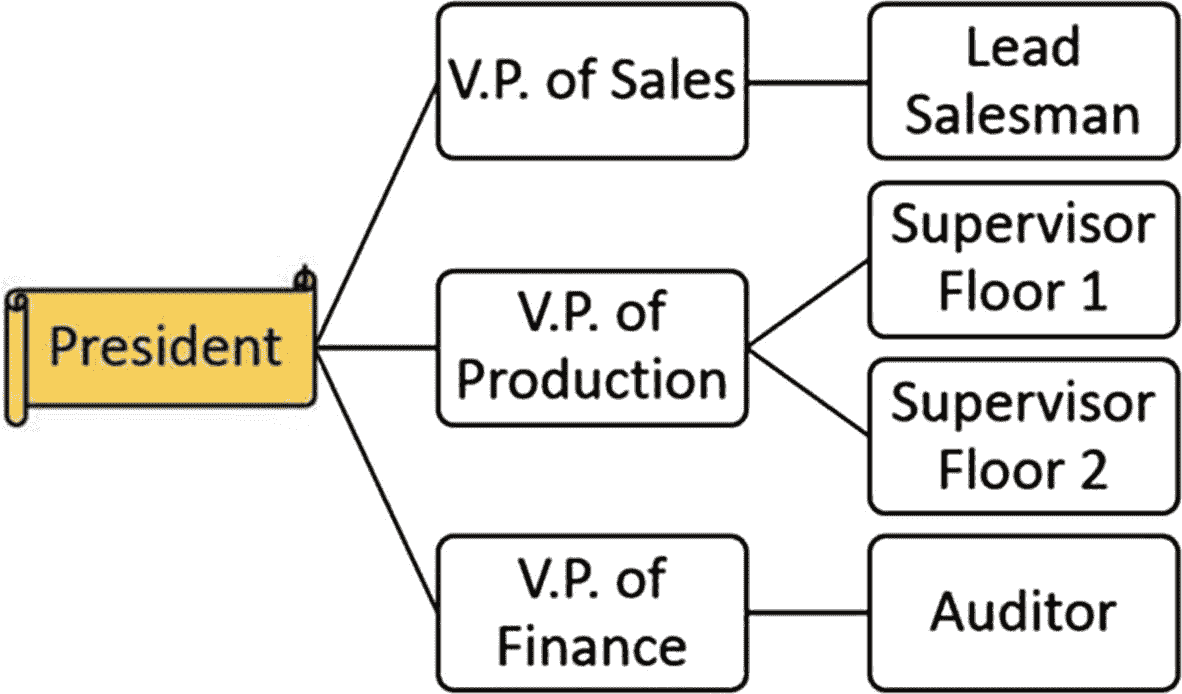 President
V.P. of Sales
Lead
Salesman
V.P. of
Production
Supervisor
Floor 1
Supervisor
Floor 2
V.P. of
Finance
Auditor